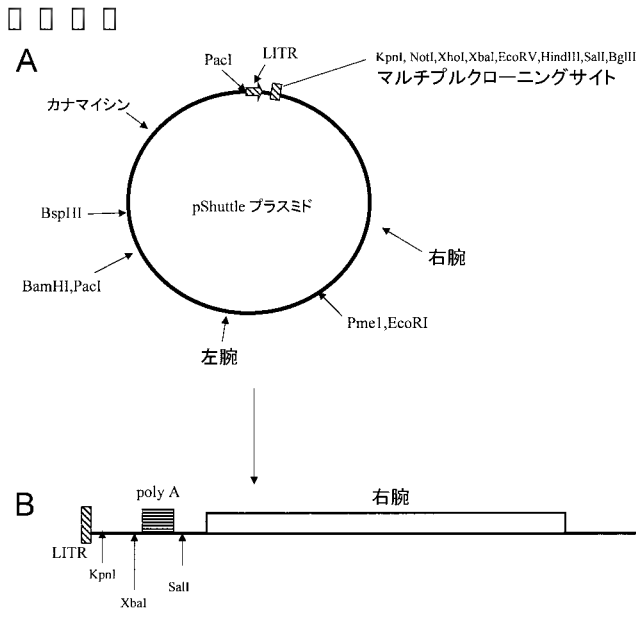 A
PacI
LITR
KpnI, NotI,XhoI,XbaI,EcoRV,HindIII,SalI,BglII
マルチプルクローニングサイト
カナマイシン
BspIII
pShuttle プラスミド
右腕
BamHI,PacI
Pme1,EcoRI
左腕
B
poly A
右腕
LITR
KpnI
SalI
XbaI